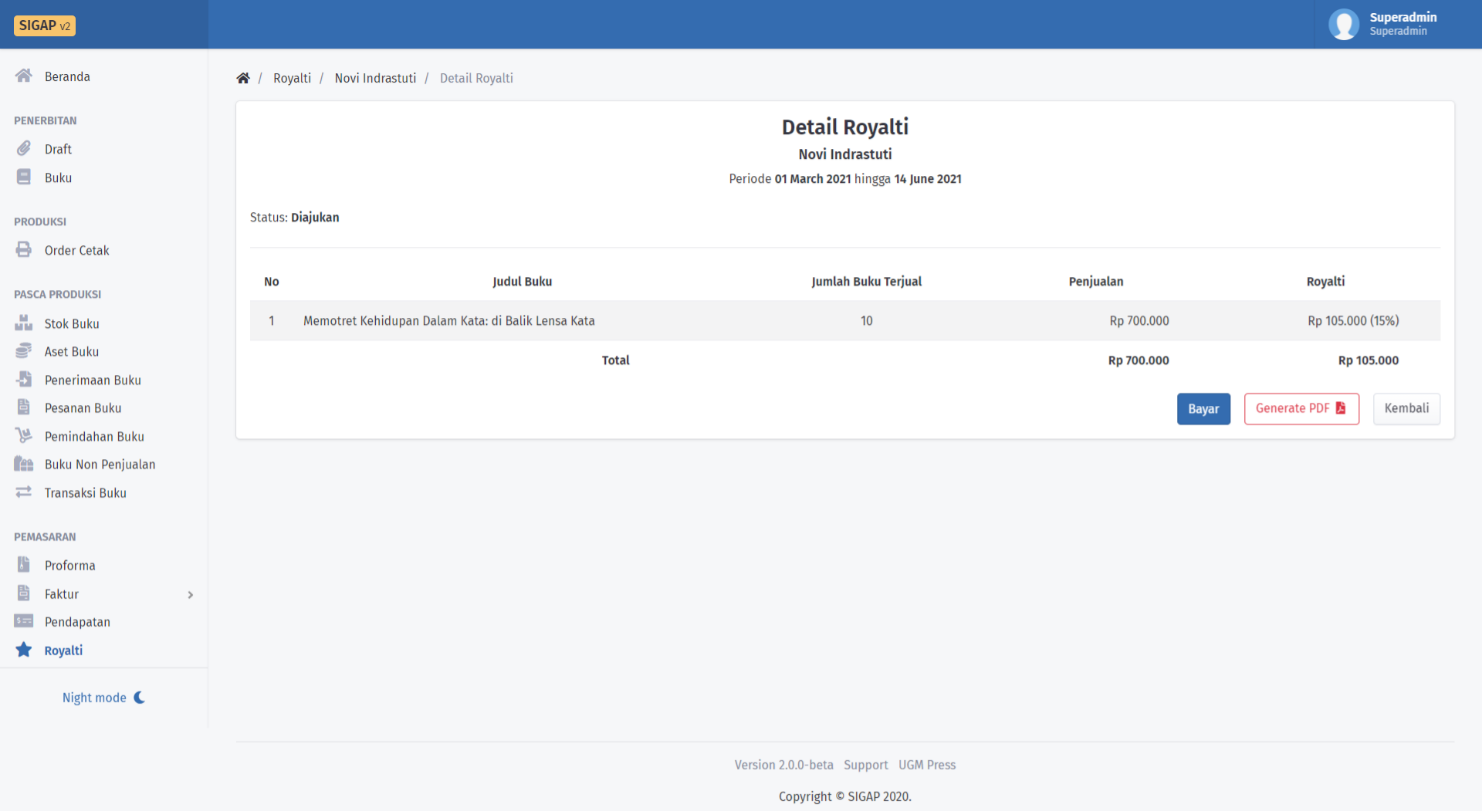 SIGAP v2
Superadmin
Superadmin
Beranda
PENERBITAN
Draft
Buku
PRODUKSI
Order Cetak
PASCA PRODUKSI
Stok Buku
Aset Buku
Penerimaan Buku
Pesanan Buku
Pemindahan Buku
Buku Non Penjualan
Transaksi Buku
PEMASARAN
Proforma
Faktur
Pendapatan
Royalti
Night mode
/ Royalti / Novi Indrastuti / Detail Royalti
Detail Royalti
Novi Indrastuti
Periode 01 March 2021 hingga 14 June 2021
Status: Diajukan
No Judul Buku Jumlah Buku Terjual Penjualan Royalti
1 Memotret Kehidupan Dalam Kata: di Balik Lensa Kata 10 Rp 700.000 Rp 105.000 (15%)
Total Rp 700.000 Rp 105.000
Bayar Generate PDF Kembali
Version 2.0.0-beta Support UGM Press
Copyright © SIGAP 2020.